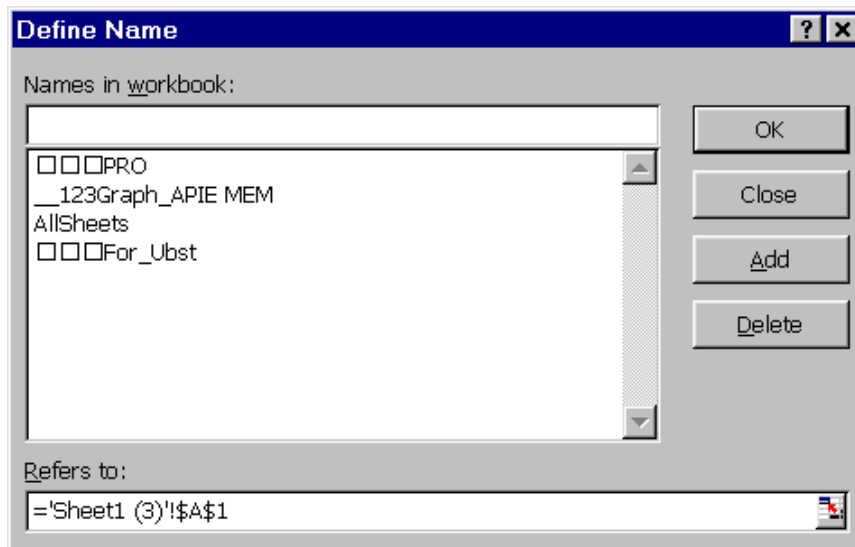 Define Name
Names in workbook:
□□□PRO
__123Graph_APIE MEM
AllSheets
□□□For_Ubst
OK
Close
Add
Delete
Refers to:
='Sheet1 (3)'!$A$1